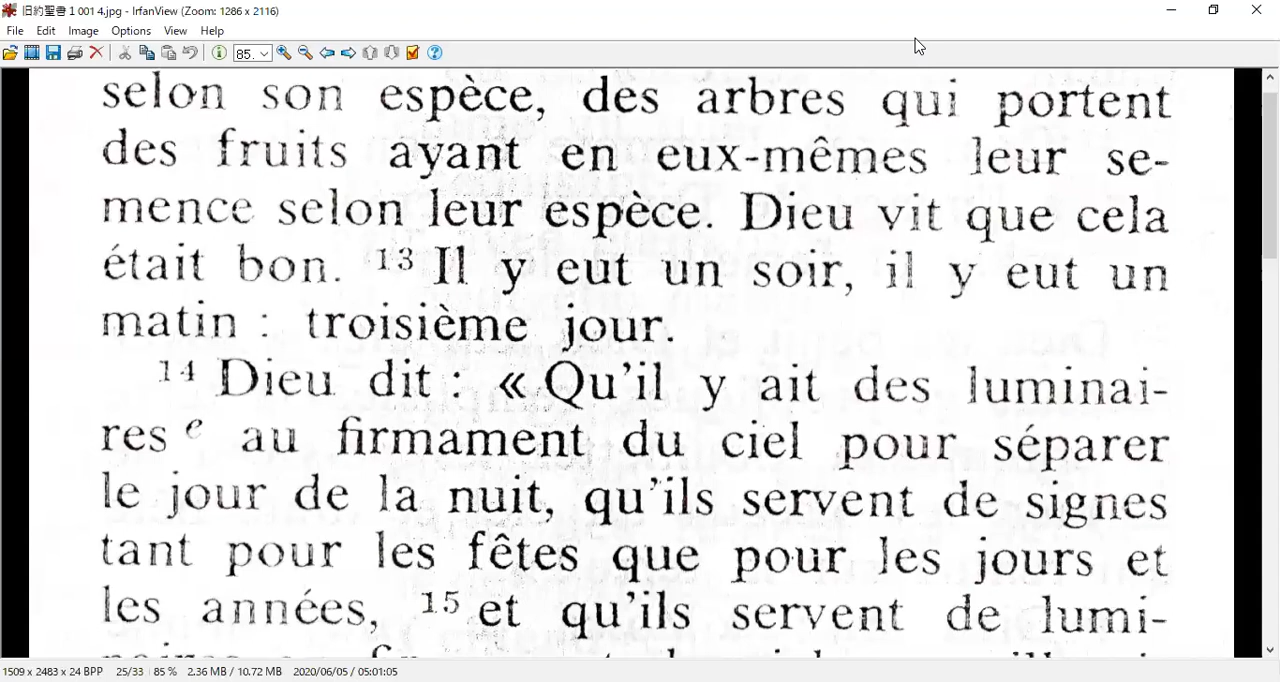 旧約聖書 1 001 4.jpg - IrfanView (Zoom: 1286 x 2116)
File Edit Image Options View Help
85.
selon son espèce, des arbres qui portent
des fruits ayant en eux-mêmes leur se-
mence selon leur espèce. Dieu vit que cela
était bon. 13 Il y eut un soir, il y eut un
matin : troisième jour.
14 Dieu dit : « Qu'il y ait des luminai-
res e au firmament du ciel pour séparer
le jour de la nuit, qu'ils servent de signes
tant pour les fêtes que pour les jours et
les années, 15 et qu'ils servent de lumi-
1509 x 2483 x 24 BPP 25/33 85 % 2.36 MB / 10.72 MB 2020/06/05 / 05:01:05